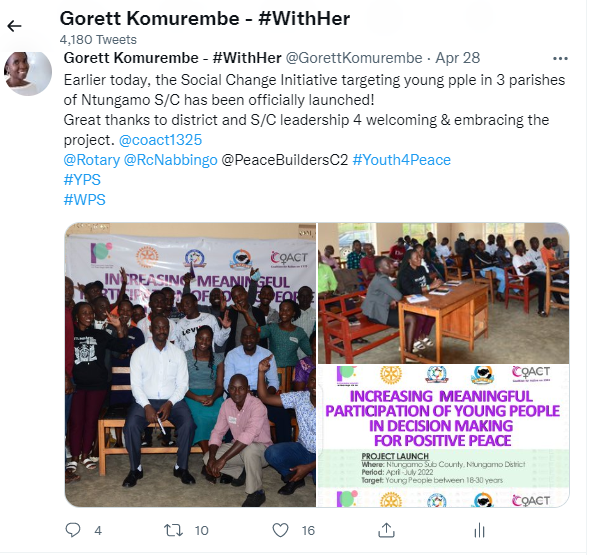 Gorett Komurembe - #WithHer
4,180 Tweets
Gorett Komurembe - #WithHer @GorettKomurembe · Apr 28
Earlier today, the Social Change Initiative targeting young pple in 3 parishes
of Ntungamo S/C has been officially launched!
Great thanks to district and S/C leadership 4 welcoming & embracing the
project. @coact1325
@Rotary @RcNabbingo @PeaceBuildersC2 #Youth4Peace
#YPS
#WPS
COACT
INCREASING MEANINGFUL
PARTICIPATION OF YOUNG PEOPLE
COACT
INCREASING MEANINGFUL
PARTICIPATION OF YOUNG PEOPLE
IN DECISION MAKING
FOR POSITIVE PEACE
PROJECT LAUNCH
Where: Ntungamo Sub County, Ntungamo District
Period: April -July 2022
Target: Young People between 18-30 years
COACT
4
10
16